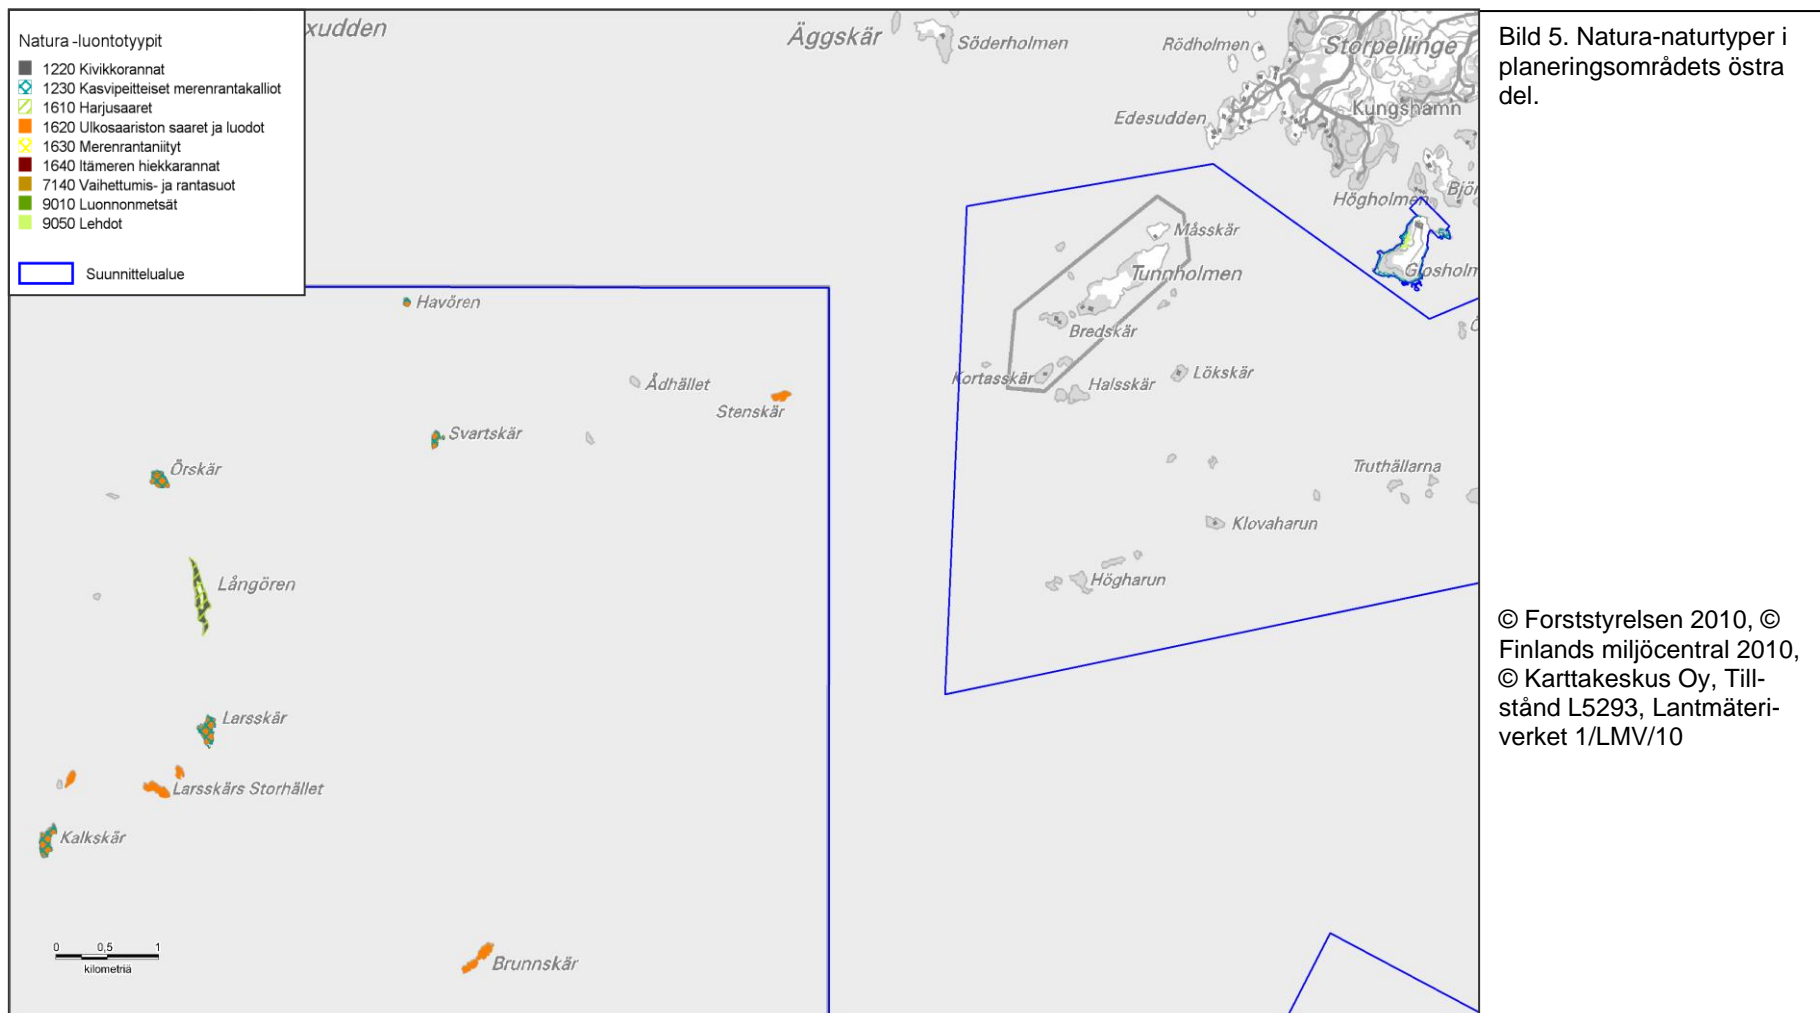 Natura -luontotyypit
1220 Kivikkorannat
1230 Kasvipeitteiset merenrantakalliot
1610 Harjusaaret
1620 Ulkosaariston saaret ja luodot
1630 Merenrantaniityt
1640 Itämeren hiekkarannat
7140 Vaihettumis- ja rantasuot
9010 Luonnonmetsät
9050 Lehdot
Suunnittelualue
xudden
Äggskär
Söderholmen
Rödholmen
Storpellinge
Kungshamn
Edesudden
Högholmen
Björ
Glosholm
Måsskär
Tunnholmen
Bredskär
Kortasskär
Halsskär
Lökskär
Havören
Ådhället
Stenskär
Svartskär
Örskär
Truthällarna
Klovaharun
Högharun
Långören
Larsskär
Larsskärs Storhället
Kalkskär
Brunnskär
0 0,5 1
kilometriä
Bild 5. Natura-naturtyper i
planeringsområdets östra
del.
© Forststyrelsen 2010, ©
Finlands miljöcentral 2010,
© Karttakeskus Oy, Till-
stånd L5293, Lantmäteri-
verket 1/LMV/10